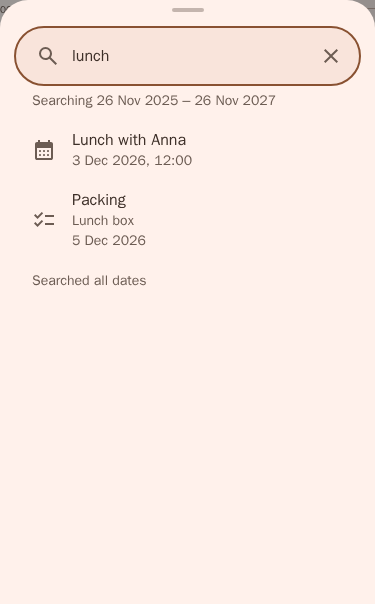 lunch
Searching 26 Nov 2025 – 26 Nov 2027
Lunch with Anna
3 Dec 2026, 12:00
Packing
Lunch box
5 Dec 2026
Searched all dates